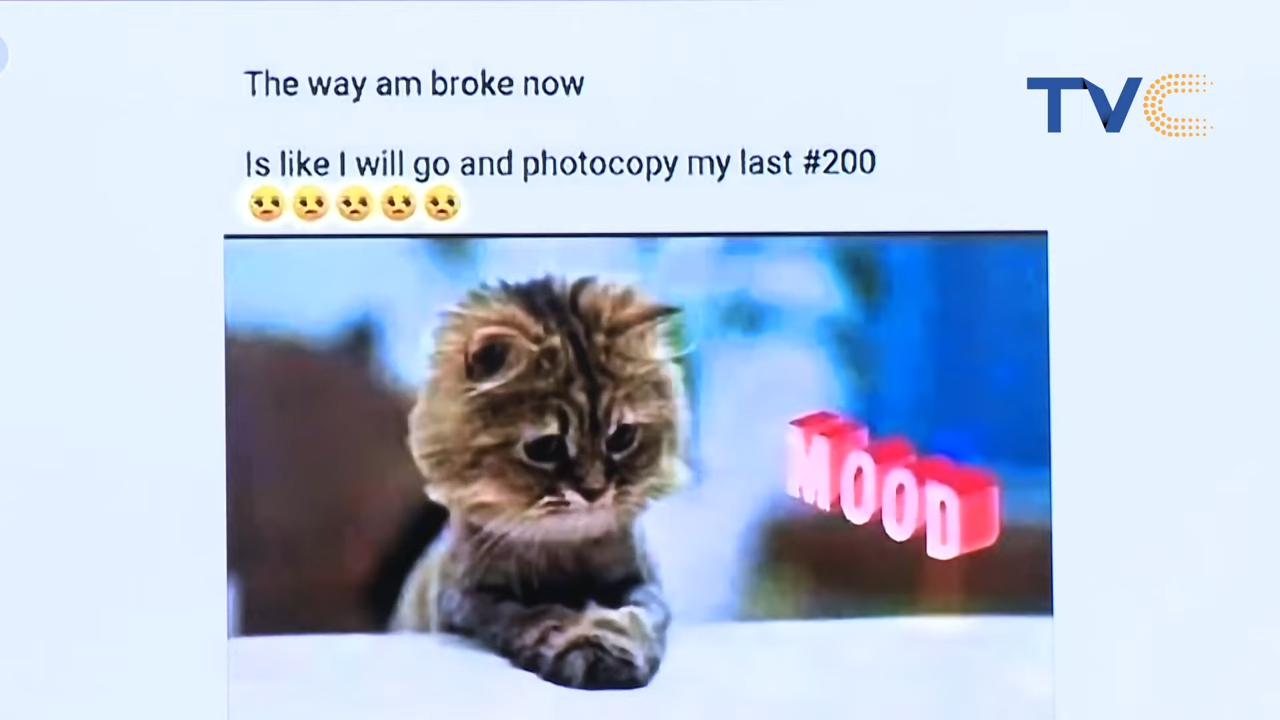 The way am broke now
TVC
Is like I will go and photocopy my last #200
😒😒😒😒😒
MOOD